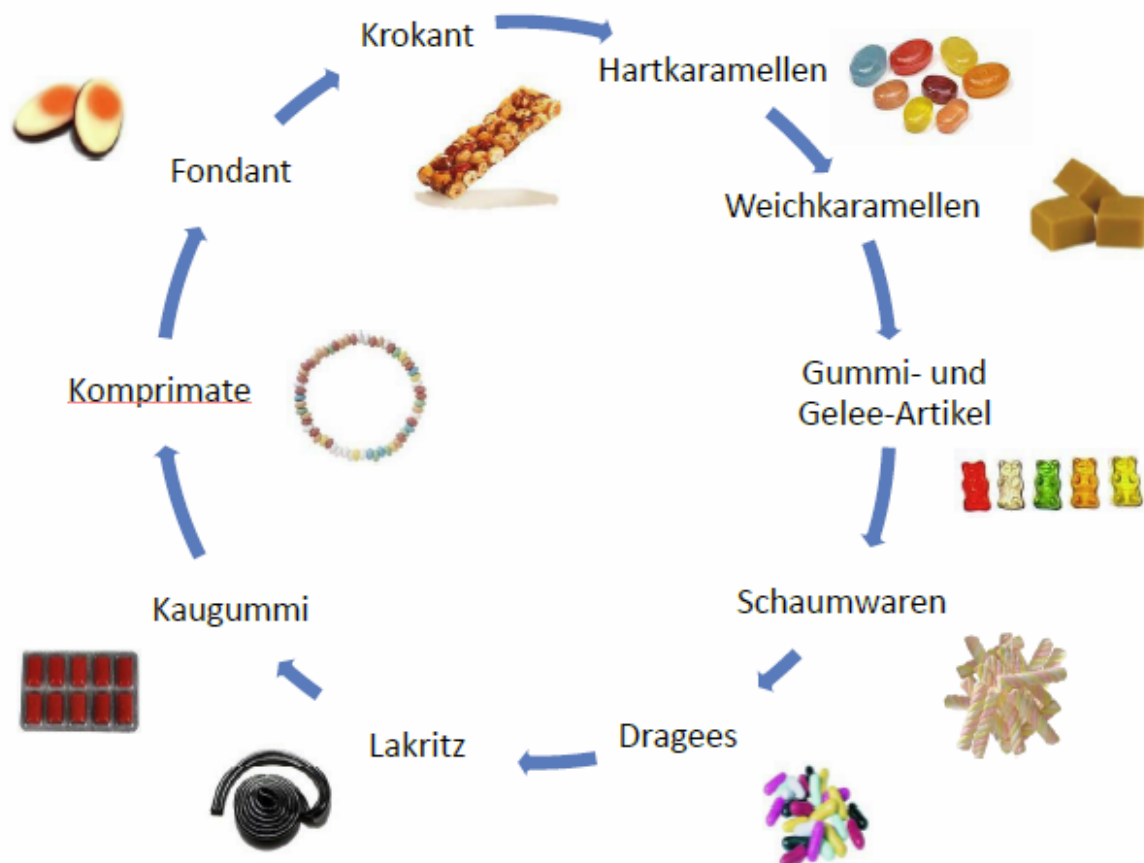 Krokant
Hartkaramellen
Weichkaramellen
Gummi- und
Gelee-Artikel
Schaumwaren
Dragees
Lakritz
Kaugummi
Komprimate
Fondant